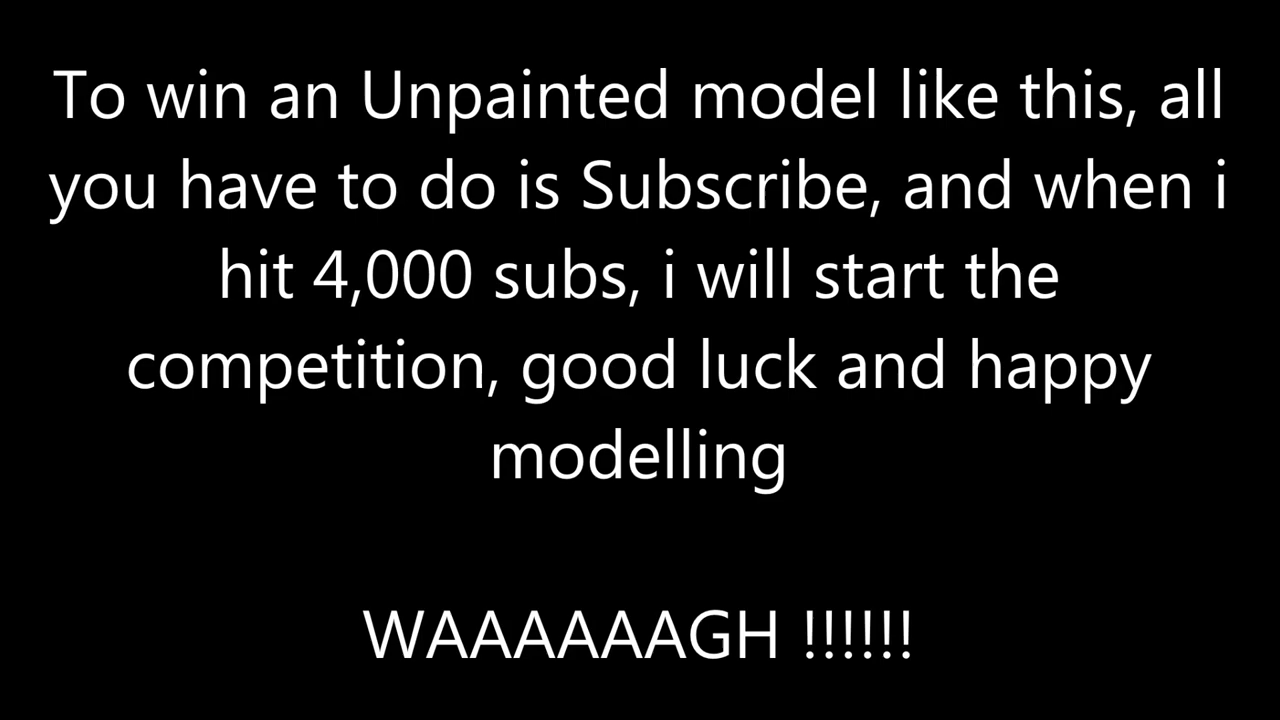 To win an Unpainted model like this, all
you have to do is Subscribe, and when i
hit 4,000 subs, i will start the
competition, good luck and happy
modelling
WAAAAAAGH !!!!!!